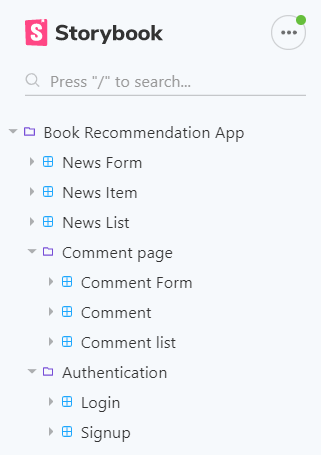 S Storybook
Press "/" to search...
Book Recommendation App
News Form
News Item
News List
Comment page
Comment Form
Comment
Comment list
Authentication
Login
Signup